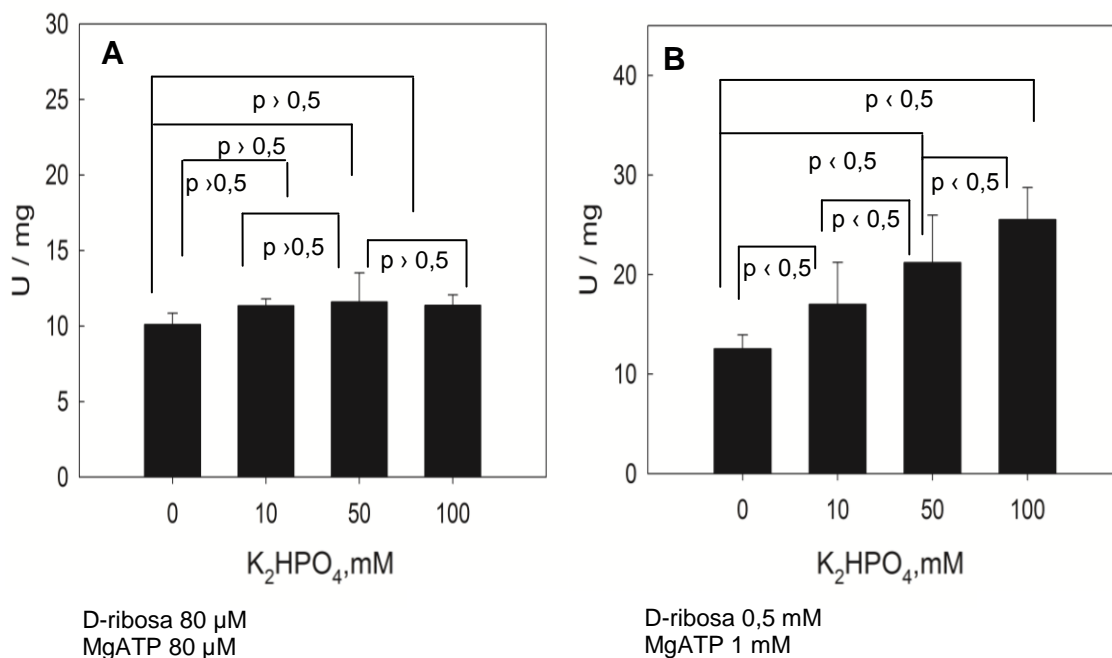 A
30
25
20
15
10
5
0
U / mg
p › 0,5
p › 0,5
p ›0,5
p ›0,5
p › 0,5
0 10 50 100
K₂HPO₄,mM
D-ribosa 80 µM
MgATP 80 µM
B
40
30
20
10
0
U / mg
p ‹ 0,5
p ‹ 0,5
p ‹ 0,5
p ‹ 0,5
p ‹ 0,5
0 10 50 100
K₂HPO₄,mM
D-ribosa 0,5 mM
MgATP 1 mM